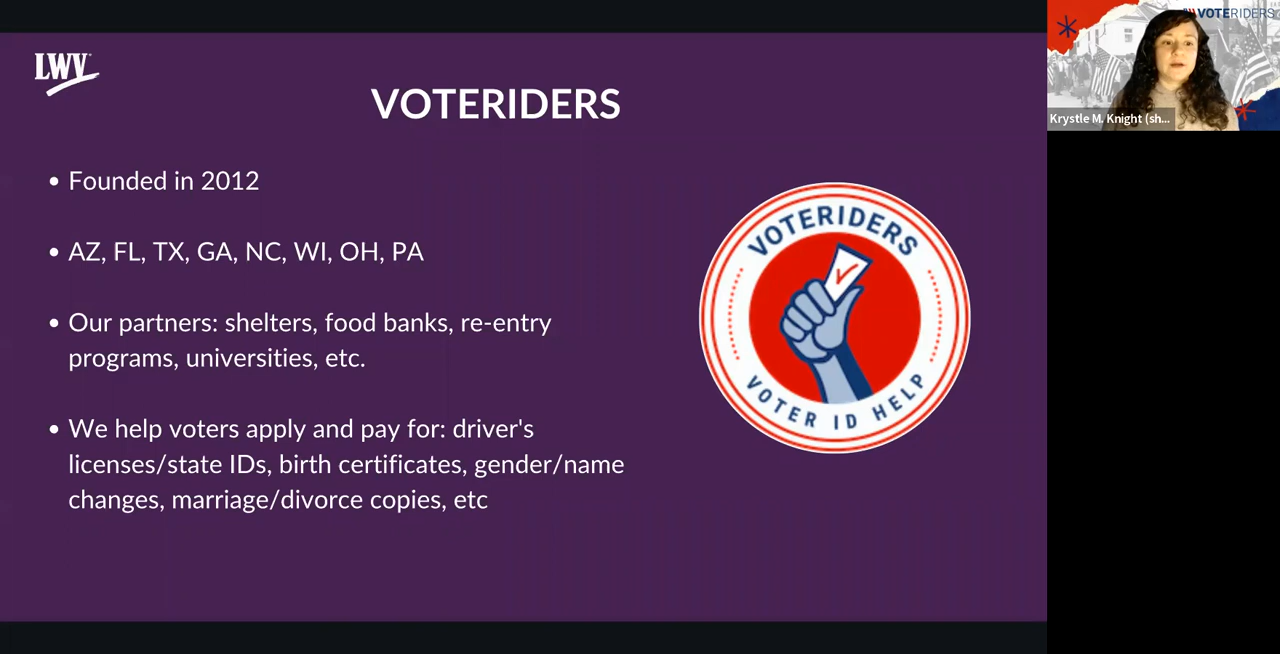 LWV
VOTERIDERS
• Founded in 2012
• AZ, FL, TX, GA, NC, WI, OH, PA
• Our partners: shelters, food banks, re-entry
programs, universities, etc.
• We help voters apply and pay for: driver's
licenses/state IDs, birth certificates, gender/name
changes, marriage/divorce copies, etc
VOTERIDERS
VOTER ID HELP
VOTERIDERS
Krystle M. Knight (sh...